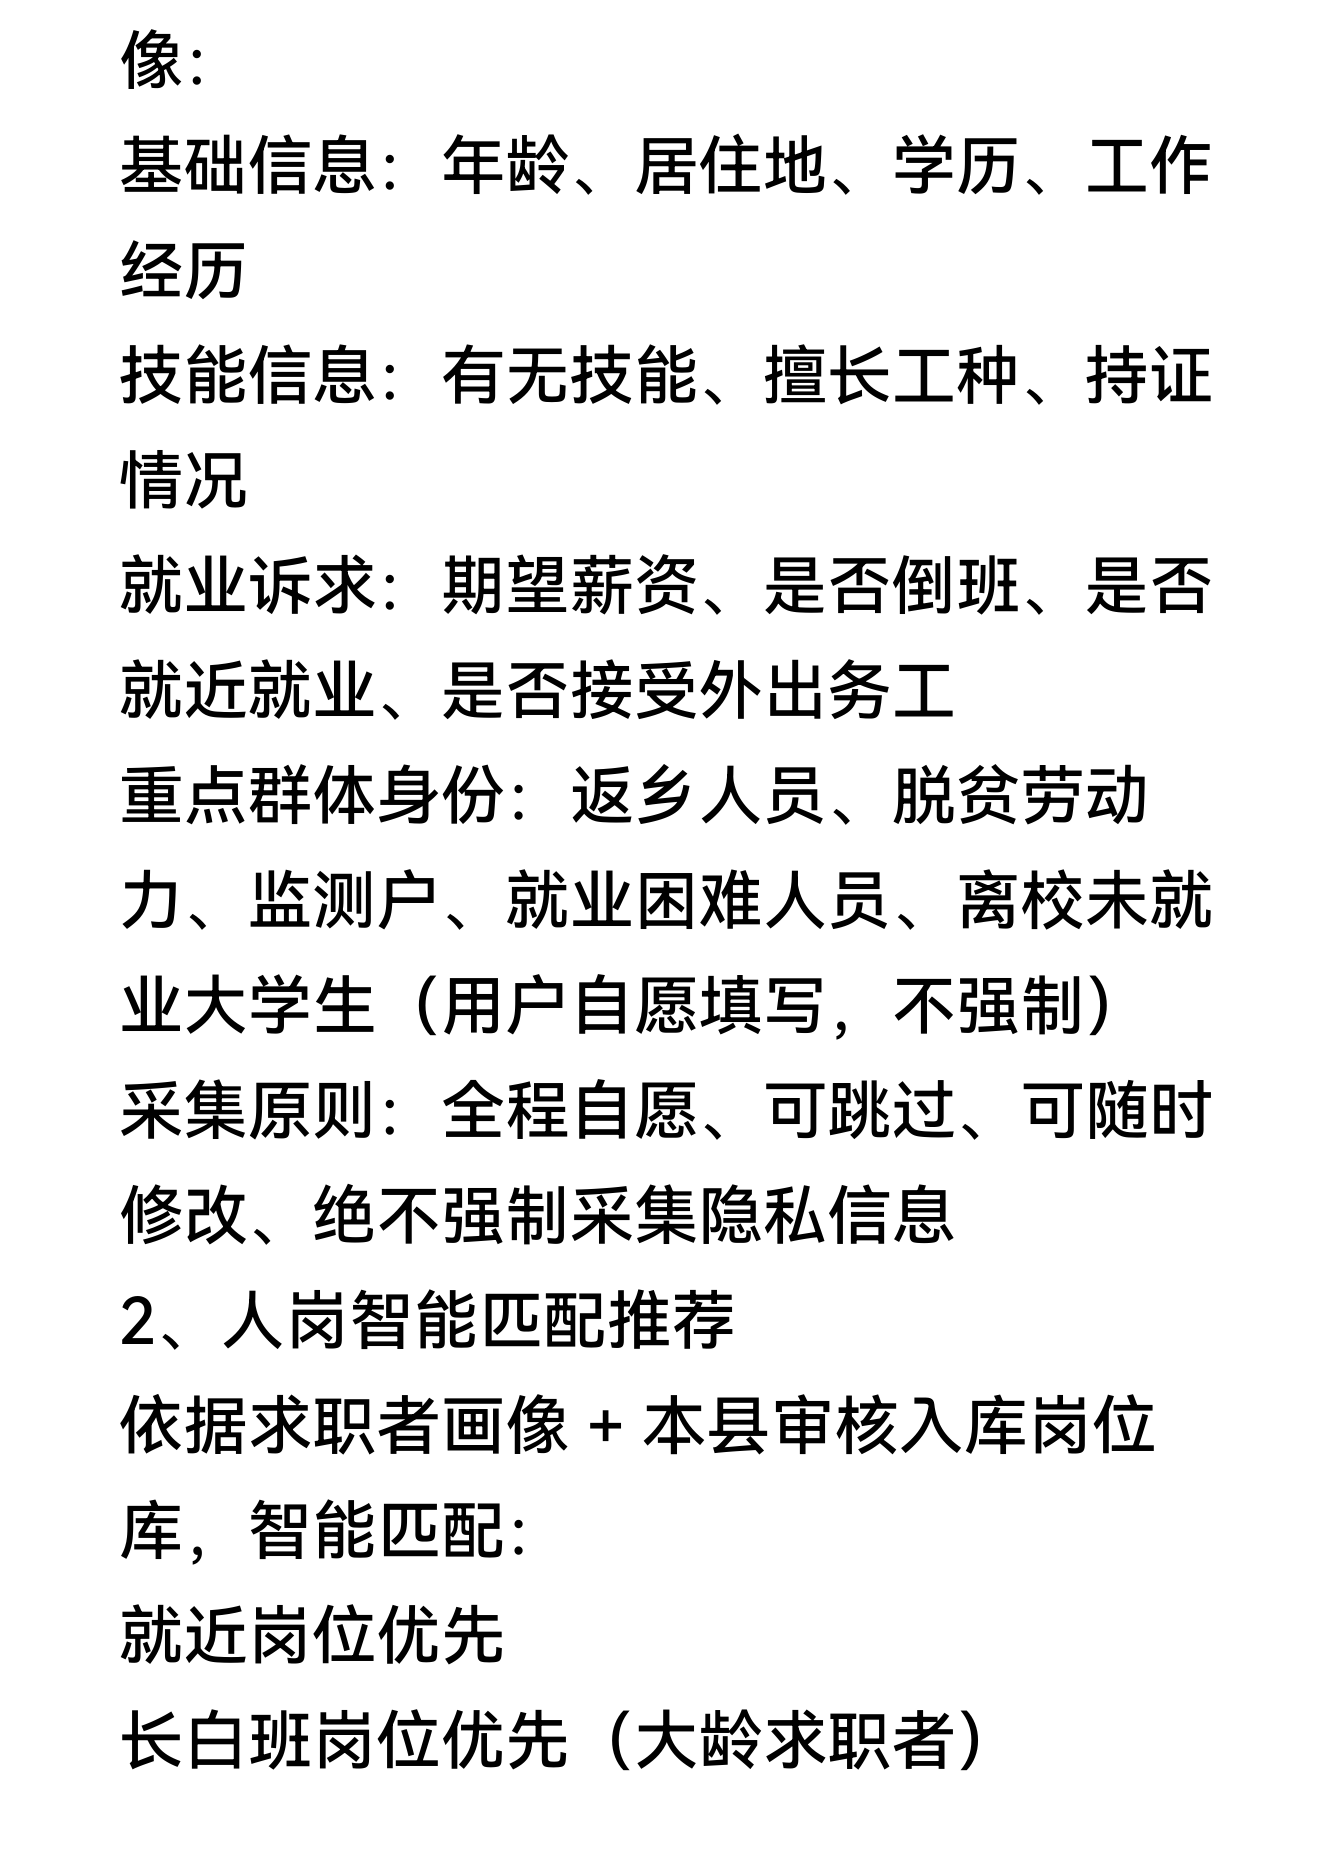 像：
基础信息：年龄、居住地、学历、工作
经历
技能信息：有无技能、擅长工种、持证
情况
就业诉求：期望薪资、是否倒班、是否
就近就业、是否接受外出务工
重点群体身份：返乡人员、脱贫劳动
力、监测户、就业困难人员、离校未就
业大学生（用户自愿填写，不强制）
采集原则：全程自愿、可跳过、可随时
修改、绝不强制采集隐私信息
2、人岗智能匹配推荐
依据求职者画像 + 本县审核入库岗位
库，智能匹配：
就近岗位优先
长白班岗位优先（大龄求职者）